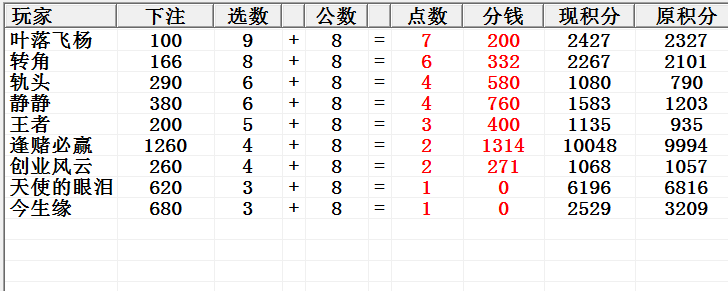 玩家 下注 选数 公数 点数 分钱 现积分 原积分
叶落飞杨 100 9 + 8 = 7 200 2427 2327
转角 166 8 + 8 = 6 332 2267 2101
轨头 290 6 + 8 = 4 580 1080 790
静静 380 6 + 8 = 4 760 1583 1203
王者 200 5 + 8 = 3 400 1135 935
逢赌必赢 1260 4 + 8 = 2 1314 10048 9994
创业风云 260 4 + 8 = 2 271 1068 1057
天使的眼泪 620 3 + 8 = 1 0 6196 6816
今生缘 680 3 + 8 = 1 0 2529 3209